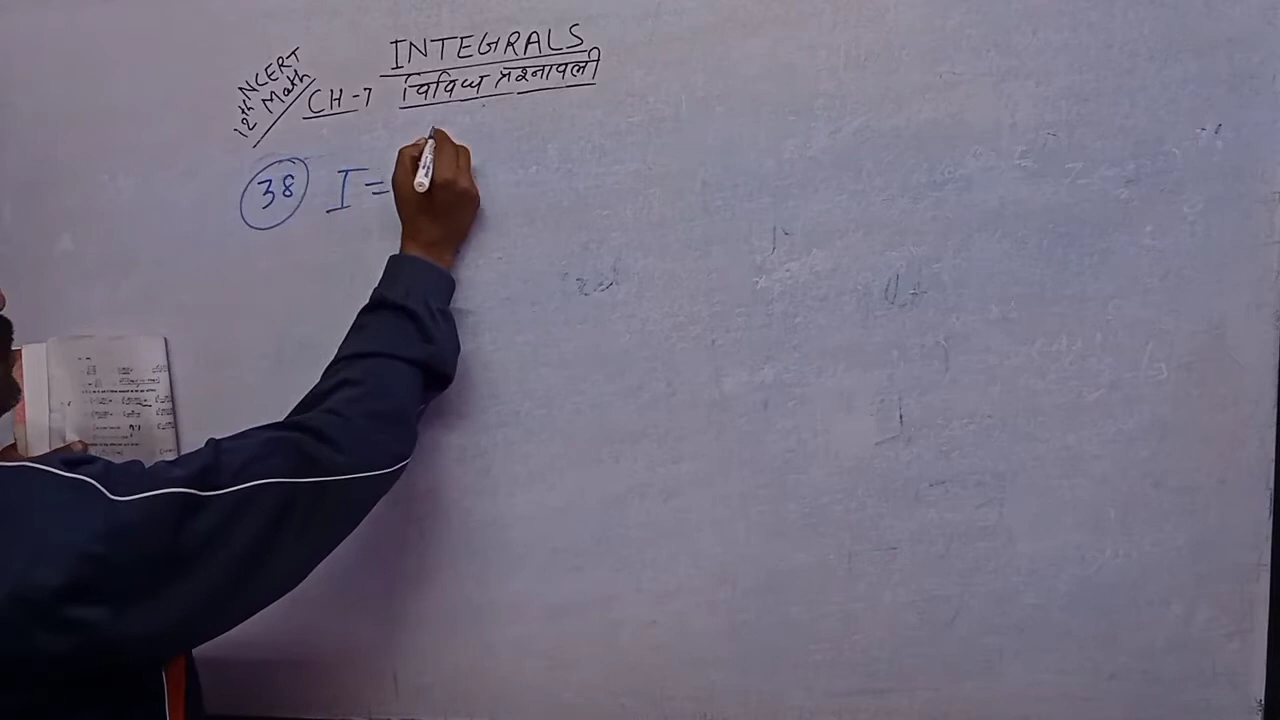 INTEGRALS
12th NCERT Math
CH-7 विविध प्रश्नावली
38 I =